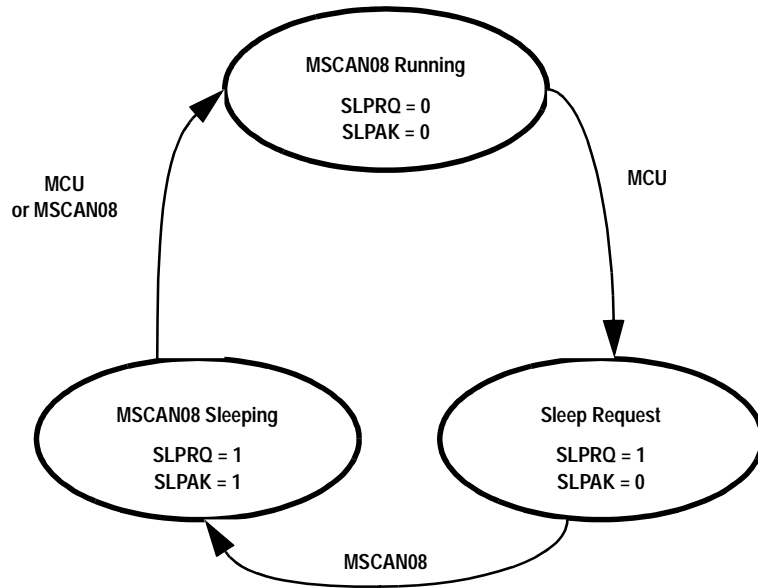 MSCAN08 Running
SLPRQ = 0
SLPAK = 0
MCU
or MSCAN08
MCU
MSCAN08 Sleeping
SLPRQ = 1
SLPAK = 1
Sleep Request
SLPRQ = 1
SLPAK = 0
MSCAN08